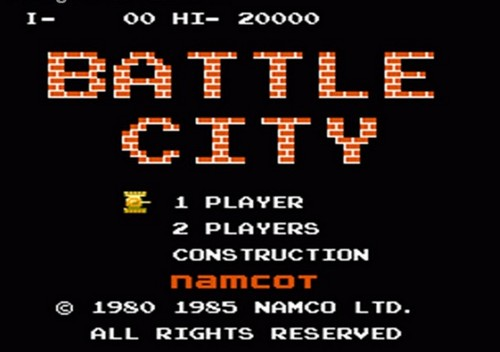 I- 00 HI- 20000
BATTLE
CITY
1 PLAYER
2 PLAYERS
CONSTRUCTION
namcoT
© 1980 1985 NAMCO LTD.
ALL RIGHTS RESERVED